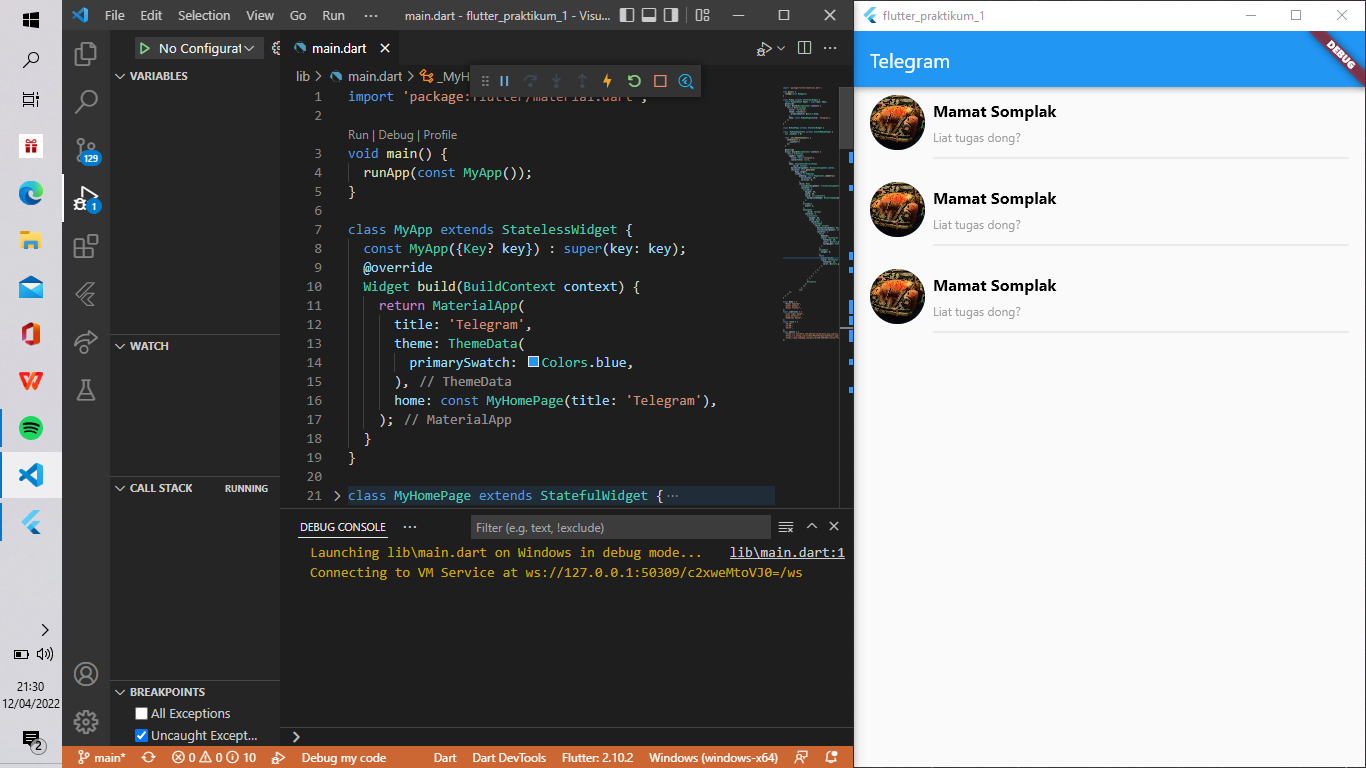 File Edit Selection View Go Run ··· main.dart - flutter_praktikum_1 - Visu...
No Configurat
main.dart
VARIABLES
lib > main.dart > _MyH
1 import 'package:flutter/material.dart';
2
Run | Debug | Profile
3 void main() {
4 runApp(const MyApp());
5 }
6
7 class MyApp extends StatelessWidget {
8 const MyApp({Key? key}) : super(key: key);
9 @override
10 Widget build(BuildContext context) {
11 return MaterialApp(
12 title: 'Telegram',
13 theme: ThemeData(
14 primarySwatch: Colors.blue,
15 ), // ThemeData
16 home: const MyHomePage(title: 'Telegram'),
17 ); // MaterialApp
18 }
19 }
20
21 class MyHomePage extends StatefulWidget {···
129
1
WATCH
CALL STACK RUNNING
BREAKPOINTS
All Exceptions
Uncaught Except...
DEBUG CONSOLE ··· Filter (e.g. text, !exclude)
Launching lib\main.dart on Windows in debug mode... lib\main.dart:1
Connecting to VM Service at ws://127.0.0.1:50309/c2xweMtoVJ0=/ws
main* 0 0 10 Debug my code Dart Dart DevTools Flutter: 2.10.2 Windows (windows-x64)
21:30
12/04/2022
2
flutter_praktikum_1
Telegram
DEBUG
Mamat Somplak
Liat tugas dong?
Mamat Somplak
Liat tugas dong?
Mamat Somplak
Liat tugas dong?